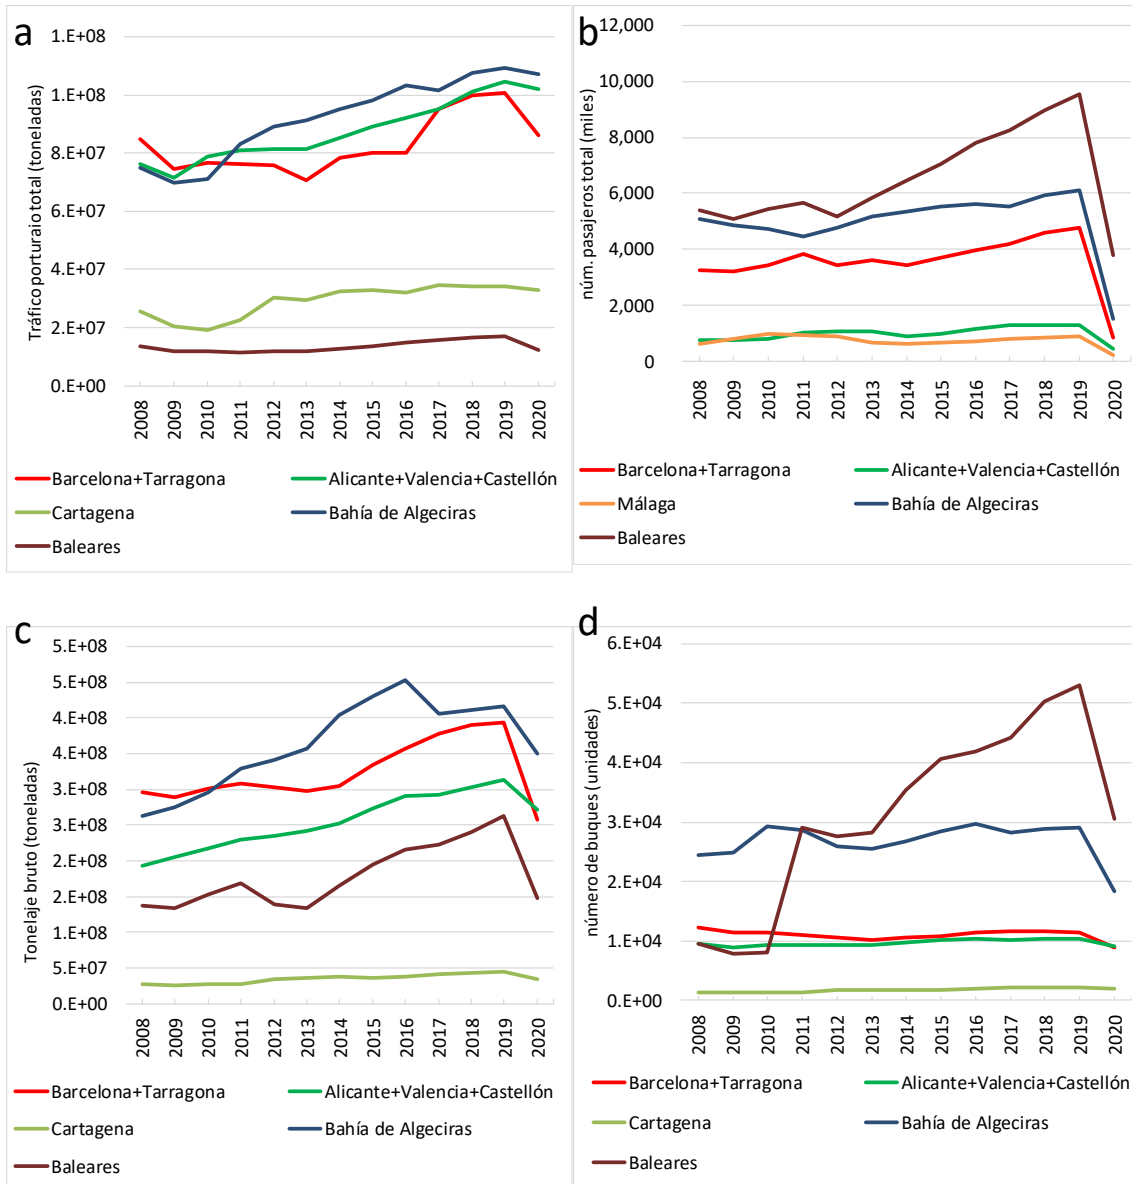 a
Tráfico porturaio total (toneladas)
1.E+08
1.E+08
8.E+07
6.E+07
4.E+07
2.E+07
0.E+00
2008 2009 2010 2011 2012 2013 2014 2015 2016 2017 2018 2019 2020
Barcelona+Tarragona Alicante+Valencia+Castellón
Cartagena Bahía de Algeciras
Baleares
b
núm. pasajeros total (miles)
12,000
10,000
8,000
6,000
4,000
2,000
0
2008 2009 2010 2011 2012 2013 2014 2015 2016 2017 2018 2019 2020
Barcelona+Tarragona Alicante+Valencia+Castellón
Málaga Bahía de Algeciras
Baleares
c
Tonelaje bruto (toneladas)
5.E+08
5.E+08
4.E+08
4.E+08
3.E+08
3.E+08
2.E+08
2.E+08
1.E+08
5.E+07
0.E+00
2008 2009 2010 2011 2012 2013 2014 2015 2016 2017 2018 2019 2020
Barcelona+Tarragona Alicante+Valencia+Castellón
Cartagena Bahía de Algeciras
Baleares
d
número de buques (unidades)
6.E+04
5.E+04
4.E+04
3.E+04
2.E+04
1.E+04
0.E+00
2008 2009 2010 2011 2012 2013 2014 2015 2016 2017 2018 2019 2020
Barcelona+Tarragona Alicante+Valencia+Castellón
Cartagena Bahía de Algeciras
Baleares